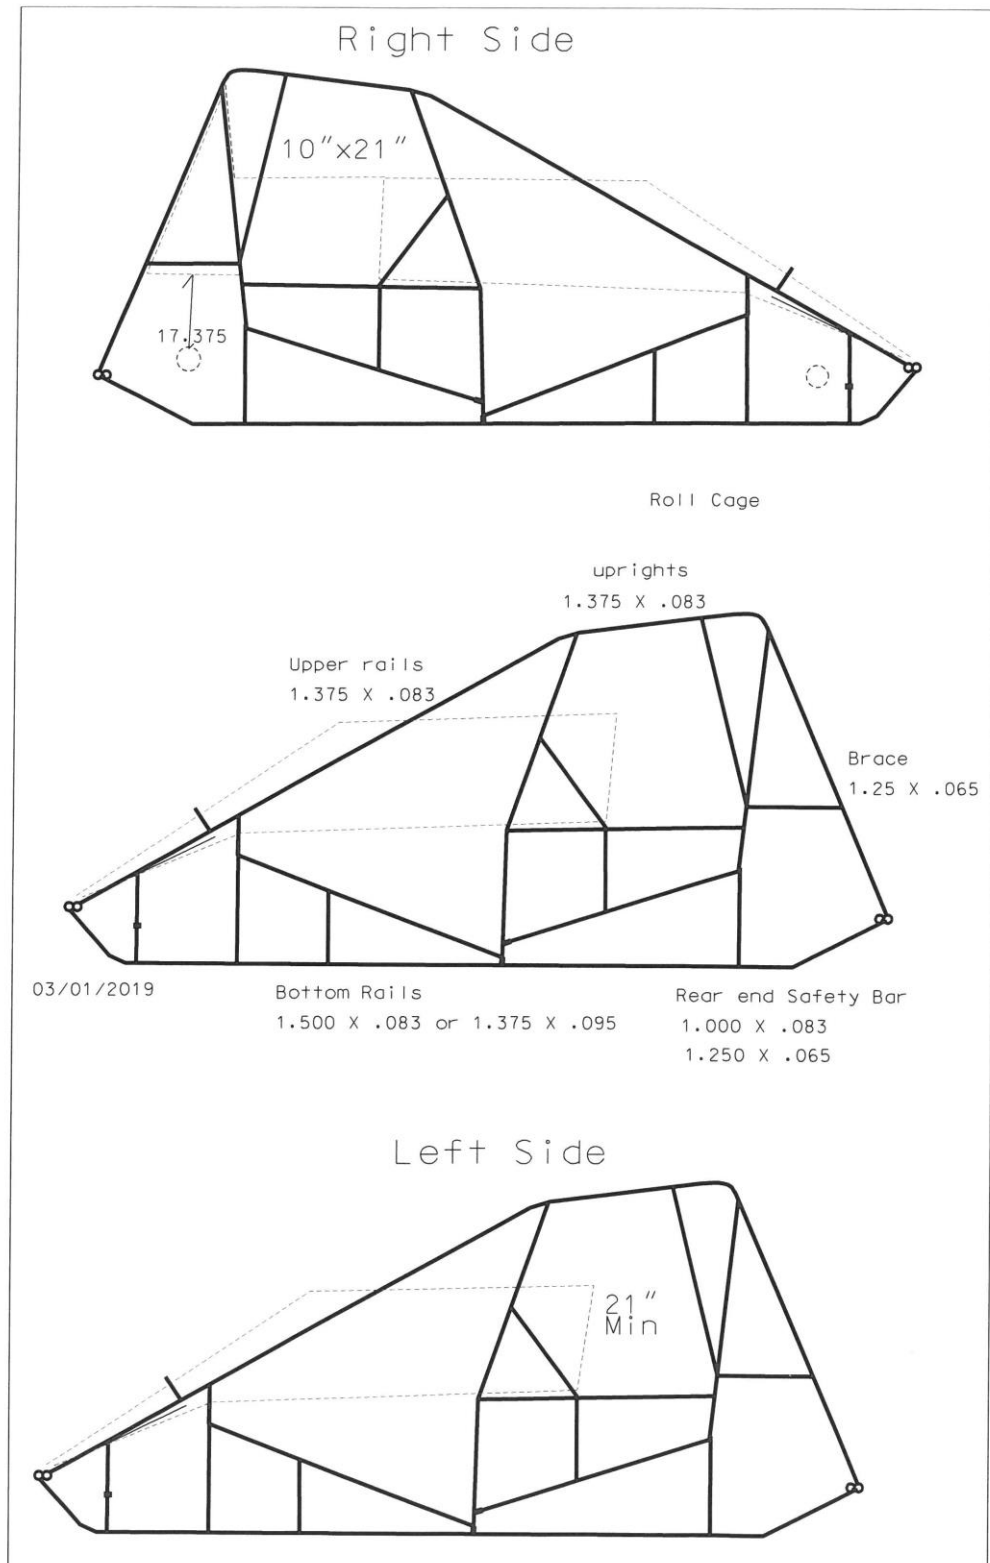 Right Side
10"x21"
17.375
Roll Cage
uprights
1.375 X .083
Upper rails
1.375 X .083
Brace
1.25 X .065
03/01/2019
Bottom Rails
1.500 X .083 or 1.375 X .095
Rear end Safety Bar
1.000 X .083
1.250 X .065
Left Side
21"
Min